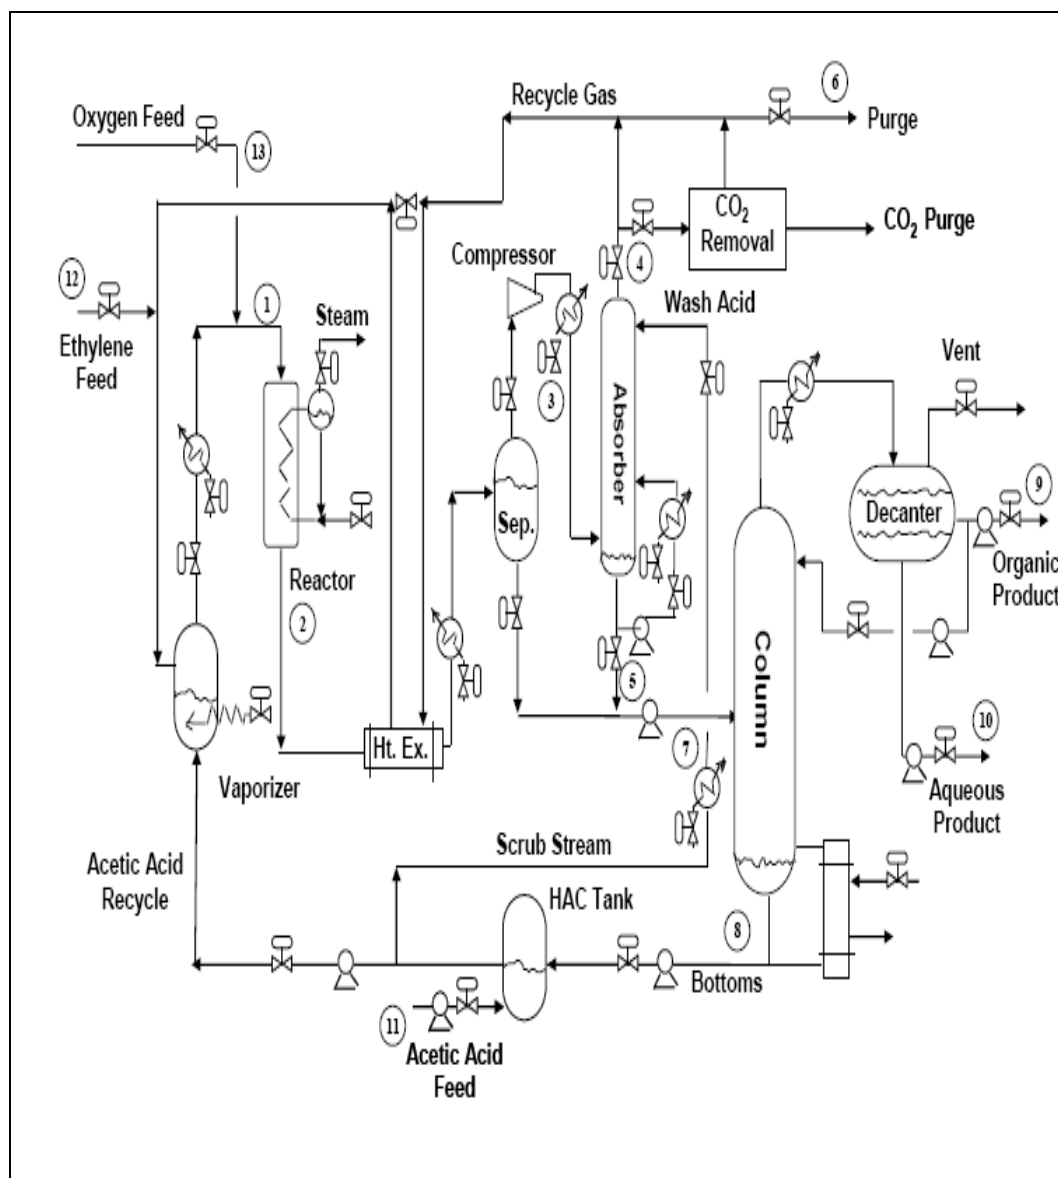 6
Recycle Gas
Purge
Oxygen Feed
13
CO2
Removal
CO2 Purge
Compressor
4
12
1
Wash Acid
Steam
Ethylene
Feed
Vent
3
Absorber
9
Decanter
Sep.
Organic
Product
Reactor
2
Column
5
10
7
Ht. Ex.
Vaporizer
Aqueous
Product
Scrub Stream
Acetic Acid
Recycle
HAC Tank
8
Bottoms
11
Acetic Acid
Feed